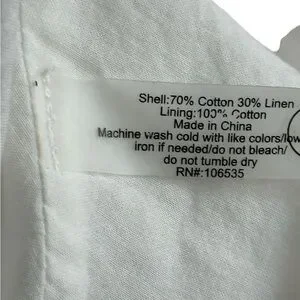 Shell:70% Cotton 30% Linen
Lining:100% Cotton
Made in China
Machine wash cold with like colors/low
iron if needed/do not bleach/
do not tumble dry
RN#:106535